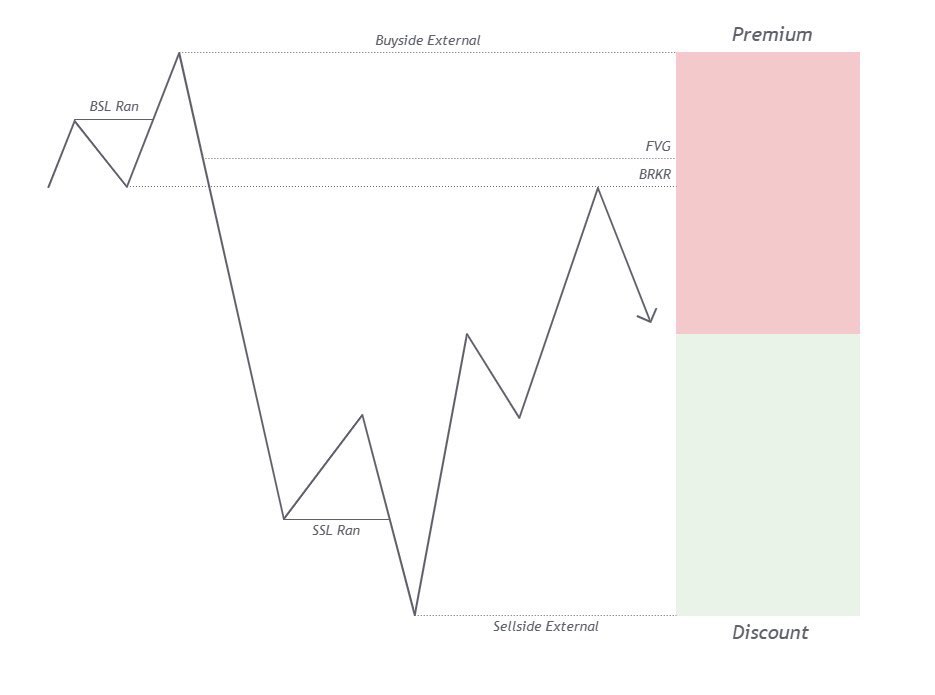 Premium
Buyside External
BSL Ran
FVG
BRKR
SSL Ran
Sellside External
Discount